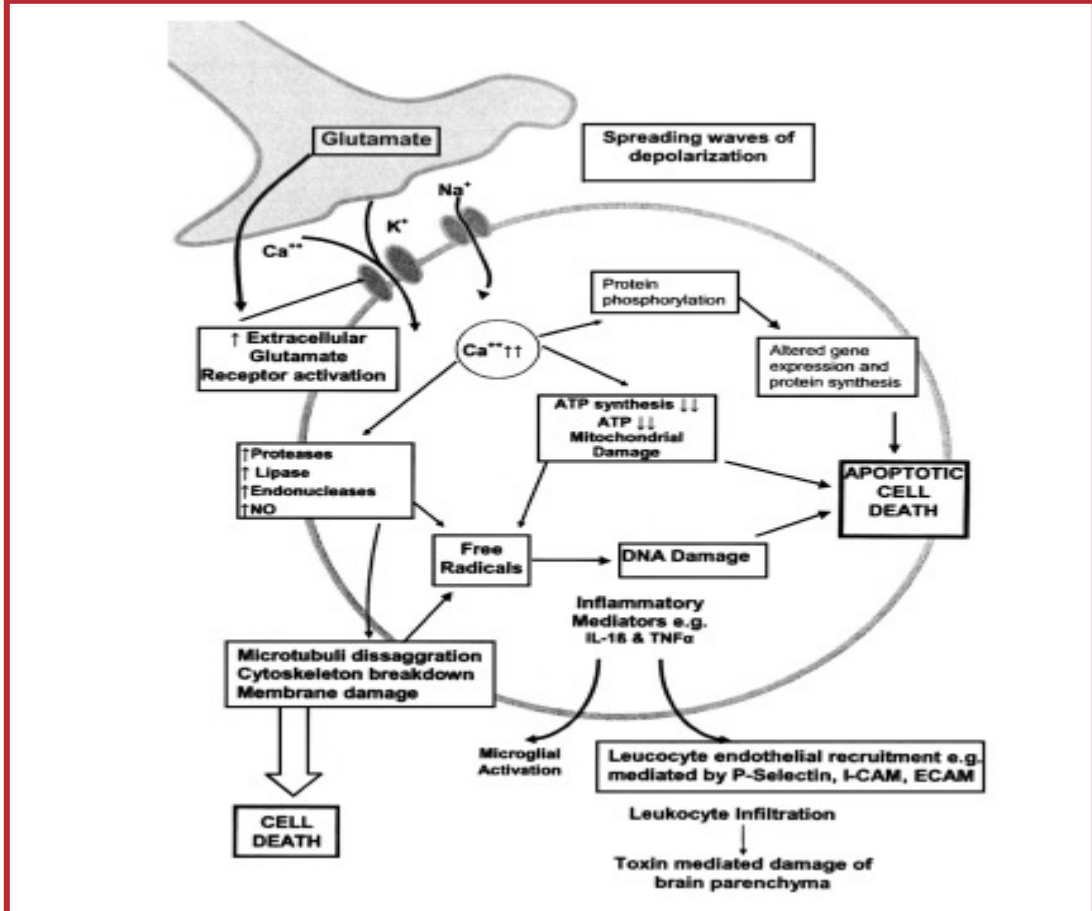 Glutamate
Spreading waves of
depolarization
Na+
K+
Ca++
↑ Extracellular
Glutamate
Receptor activation
Protein
phosphorylation
Ca++↑↑
Altered gene
expression and
protein synthesis
ATP synthesis ↓↓
ATP ↓↓
Mitochondrial
Damage
↑Proteases
↑ Lipase
↑Endonucleases
↑NO
APOPTOTIC
CELL
DEATH
Free
Radicals
DNA Damage
Inflammatory
Mediators e.g.
IL-1ß & TNFα
Microtubuli dissaggration
Cytoskeleton breakdown
Membrane damage
Microglial
Activation
Leucocyte endothelial recruitment e.g.
mediated by P-Selectin, I-CAM, ECAM
CELL
DEATH
Leukocyte Infiltration
Toxin mediated damage of
brain parenchyma